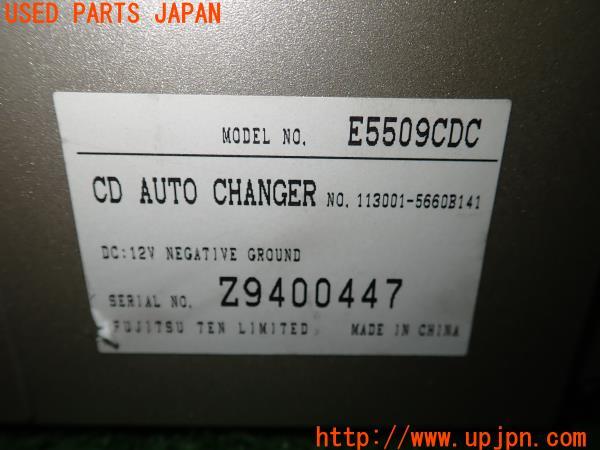 USED PARTS JAPAN
MODEL NO. E5509CDC
CD AUTO CHANGER NO. 113001-5660B141
DC:12V NEGATIVE GROUND
SERIAL NO. Z9400447
FUJITSU TEN LIMITED MADE IN CHINA
http://www.upjpn.com/